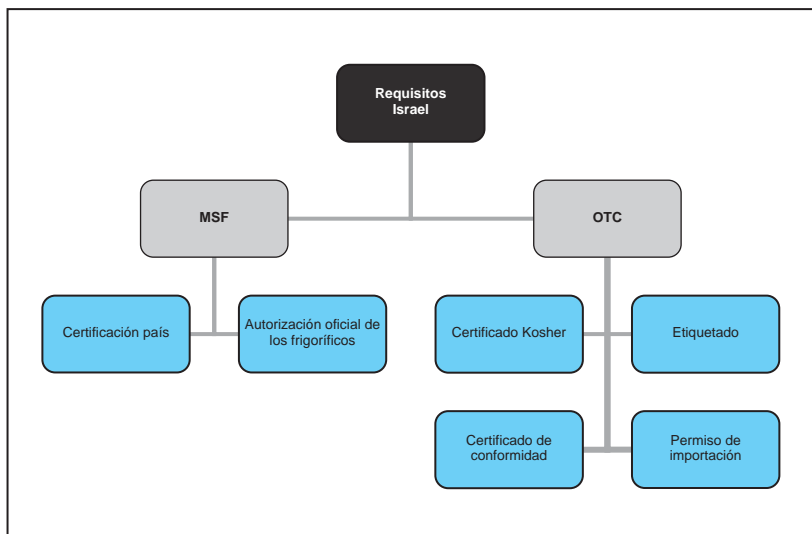 Requisitos
Israel
MSF
OTC
Certificación país
Autorización oficial de
los frigoríficos
Certificado Kosher
Etiquetado
Certificado de
conformidad
Permiso de
importación